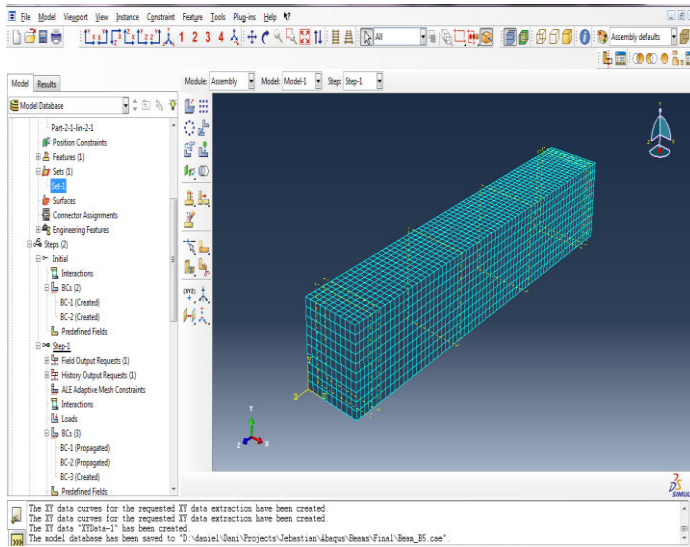 File Model Viewport View Instance Constraint Feature Tools Plug-ins Help
1 2 3 4 All Assembly defaults
Model Results
Module: Assembly Model: Model-1 Step: Step-1
Model Database
Part-2-1-lin-2-1
Position Constraints
Features (1)
Sets (1)
Set-1
Surfaces
Connector Assignments
Engineering Features
Steps (2)
Initial
Interactions
BCs (2)
BC-1 (Created)
BC-2 (Created)
Predefined Fields
Step-1
Field Output Requests (1)
History Output Requests (1)
ALE Adaptive Mesh Constraints
Interactions
Loads
BCs (3)
BC-1 (Propagated)
BC-2 (Propagated)
BC-3 (Created)
Predefined Fields
(XYZ)
Y
Z X
SIMUL
The XY data curves for the requested XY data extraction have been created.
The XY data curves for the requested XY data extraction have been created.
The XY data "XYData-1" has been created.
The model database has been saved to "D:\daniel\Dani\Projects\Jebastian\Abaqus\Beams\Final\Beam_B5.cae".